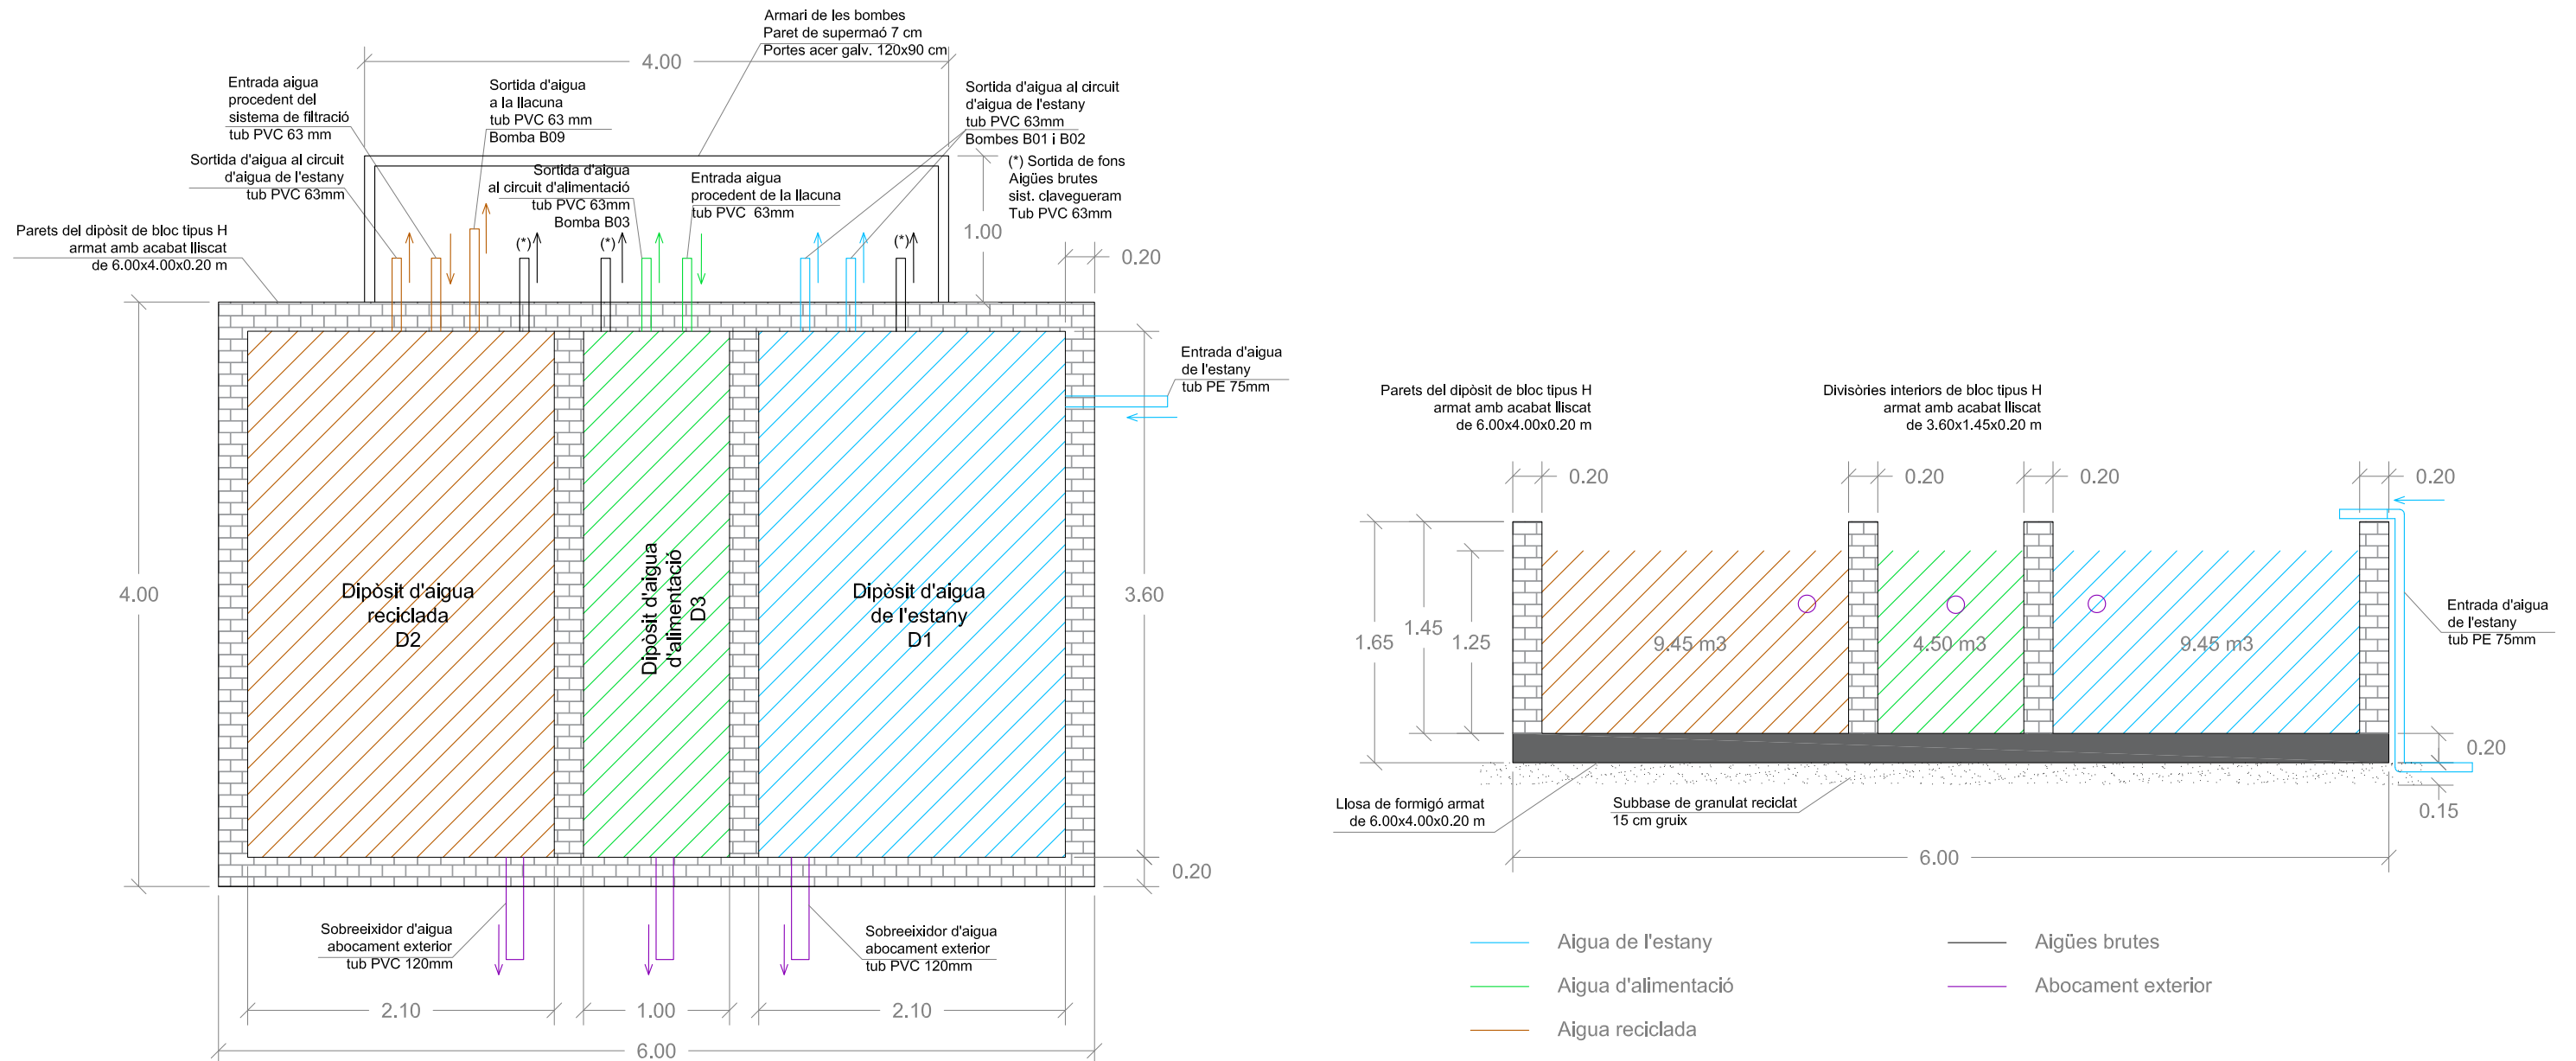 Armari de les bombes
Paret de supermaó 7 cm
Portes acer galv. 120x90 cm
4.00
Entrada aigua
procedent del
sistema de filtració
tub PVC 63 mm
Sortida d'aigua
a la llacuna
tub PVC 63 mm
Bomba B09
Sortida d'aigua al circuit
d'aigua de l'estany
tub PVC 63mm
Bombes B01 i B02
Sortida d'aigua al circuit
d'aigua de l'estany
tub PVC 63mm
Sortida d'aigua
al circuit d'alimentació
tub PVC 63mm
Bomba B03
Entrada aigua
procedent de la llacuna
tub PVC 63mm
(*) Sortida de fons
Aigües brutes
sist. clavegueram
Tub PVC 63mm
1.00
Parets del dipòsit de bloc tipus H
armat amb acabat lliscat
de 6.00x4.00x0.20 m
(*)
(*)
(*)
0.20
4.00
Dipòsit d'aigua
reciclada
D2
Dipòsit d'aigua
d'alimentació
D3
Dipòsit d'aigua
de l'estany
D1
Entrada d'aigua
de l'estany
tub PE 75mm
3.60
0.20
Sobreeixidor d'aigua
abocament exterior
tub PVC 120mm
Sobreeixidor d'aigua
abocament exterior
tub PVC 120mm
2.10
1.00
2.10
6.00
Parets del dipòsit de bloc tipus H
armat amb acabat lliscat
de 6.00x4.00x0.20 m
Divisòries interiors de bloc tipus H
armat amb acabat lliscat
de 3.60x1.45x0.20 m
0.20
0.20
0.20
0.20
1.65
1.45
1.25
9.45 m3
4.50 m3
9.45 m3
Entrada d'aigua
de l'estany
tub PE 75mm
0.20
0.15
Llosa de formigó armat
de 6.00x4.00x0.20 m
Subbase de granulat reciclat
15 cm gruix
6.00
Aigua de l'estany
Aigua d'alimentació
Aigua reciclada
Aigües brutes
Abocament exterior